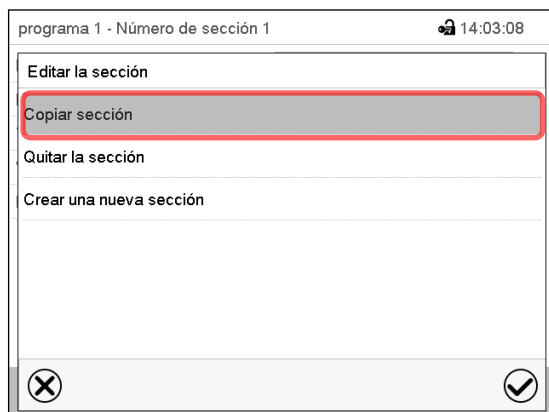 programa 1 - Número de sección 1 14:03:08
Editar la sección
Copiar sección
Quitar la sección
Crear una nueva sección